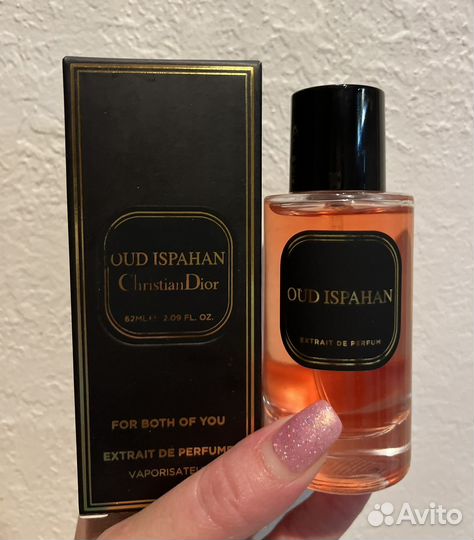 OUD ISPAHAN
ChristianDior
62ML℮ 2.09 FL. OZ.
FOR BOTH OF YOU
EXTRAIT DE PERFUME
VAPORISATEU
OUD ISPAHAN
EXTRAIT DE PERFUM
Avito